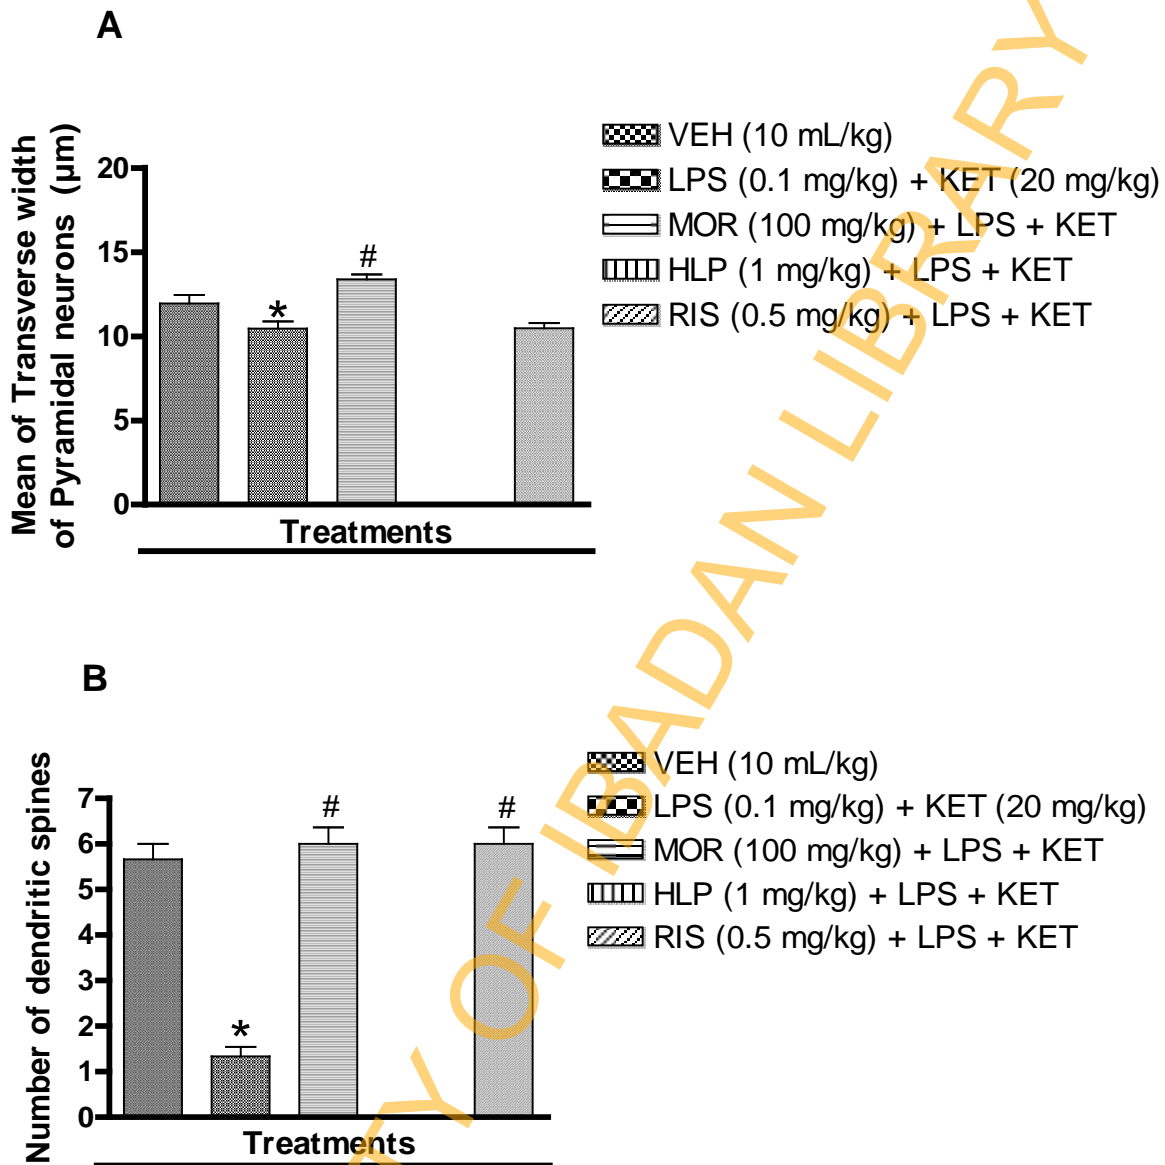 A
Mean of Transverse width
of Pyramidal neurons (µm)
20
15
10
5
0
*
#
Treatments
VEH (10 mL/kg)
LPS (0.1 mg/kg) + KET (20 mg/kg)
MOR (100 mg/kg) + LPS + KET
HLP (1 mg/kg) + LPS + KET
RIS (0.5 mg/kg) + LPS + KET
B
Number of dendritic spines
7
6
5
4
3
2
1
0
*
#
#
Treatments
VEH (10 mL/kg)
LPS (0.1 mg/kg) + KET (20 mg/kg)
MOR (100 mg/kg) + LPS + KET
HLP (1 mg/kg) + LPS + KET
RIS (0.5 mg/kg) + LPS + KET
TY OF IBADAN LIBRARY